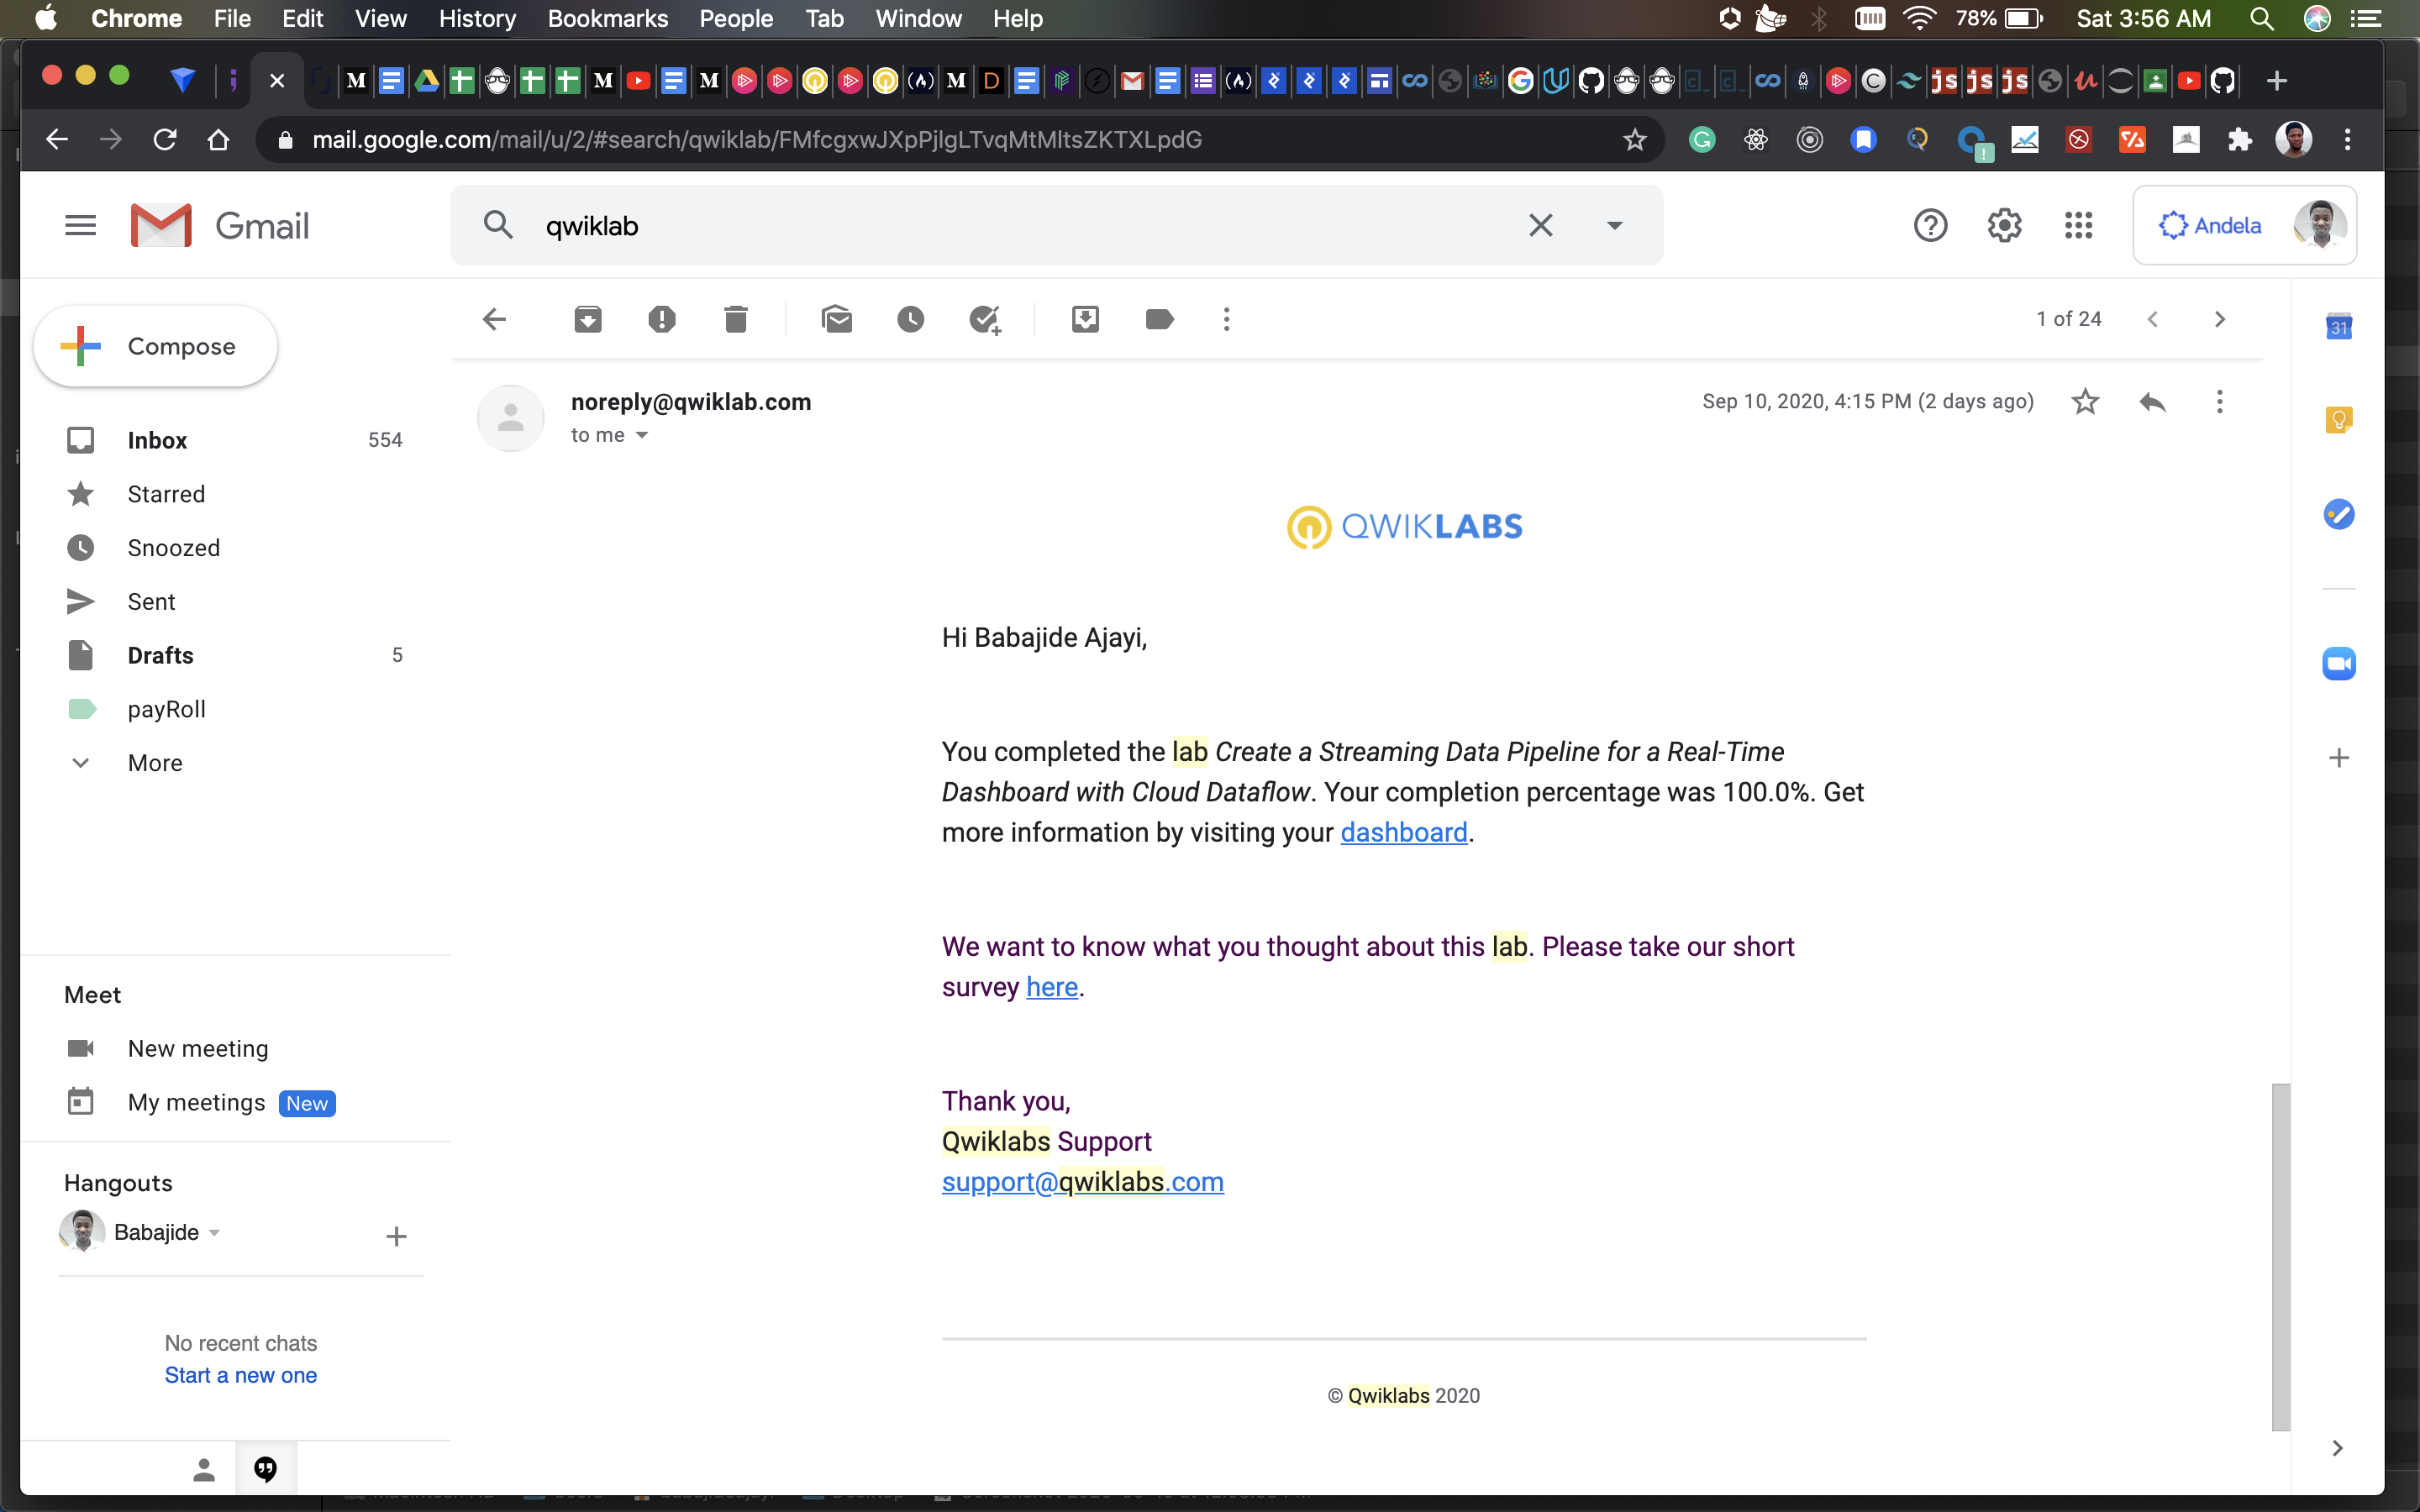 Chrome File Edit View History Bookmarks People Tab Window Help 78% Sat 3:56 AM
mail.google.com/mail/u/2/#search/qwiklab/FMfcgxwJXpPjlgLTvqMtMltsZKTXLpdG
Gmail
qwiklab
Andela
Compose
1 of 24
31
noreply@qwiklab.com
Sep 10, 2020, 4:15 PM (2 days ago)
to me
Inbox 554
Starred
Snoozed
Sent
Drafts 5
payRoll
More
QWIKLABS
Hi Babajide Ajayi,
You completed the lab Create a Streaming Data Pipeline for a Real-Time
Dashboard with Cloud Dataflow. Your completion percentage was 100.0%. Get
more information by visiting your dashboard.
We want to know what you thought about this lab. Please take our short
survey here.
Thank you,
Qwiklabs Support
support@qwiklabs.com
© Qwiklabs 2020
Meet
New meeting
My meetings New
Hangouts
Babajide
No recent chats
Start a new one